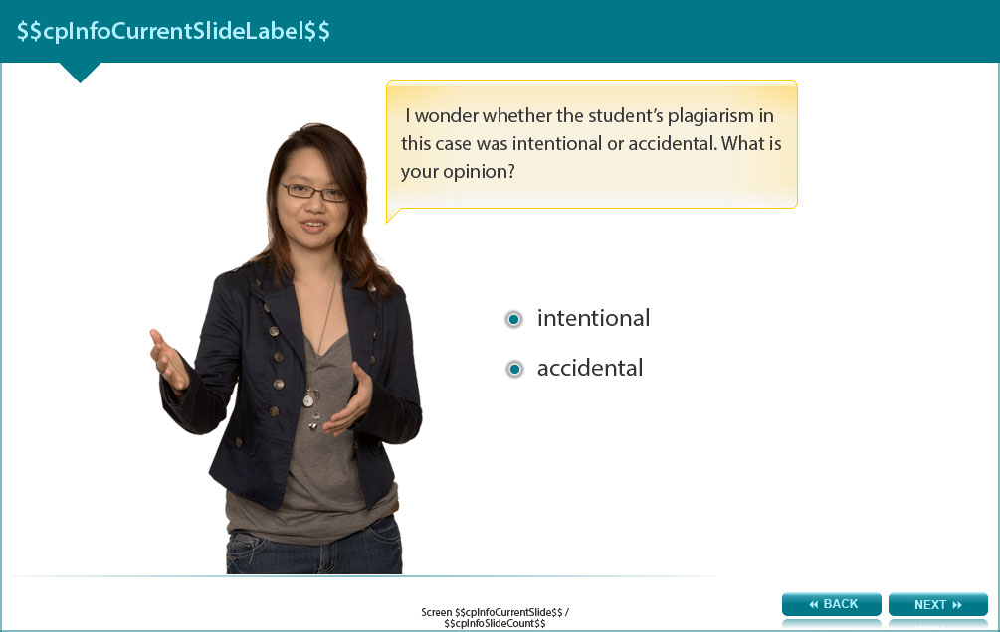 $$cpInfoCurrentSlideLabel$$
I wonder whether the student’s plagiarism in
this case was intentional or accidental. What is
your opinion?
intentional
accidental
Screen $$cpInfoCurrentSlide$$ /
$$cpInfoSlideCount$$
BACK
NEXT